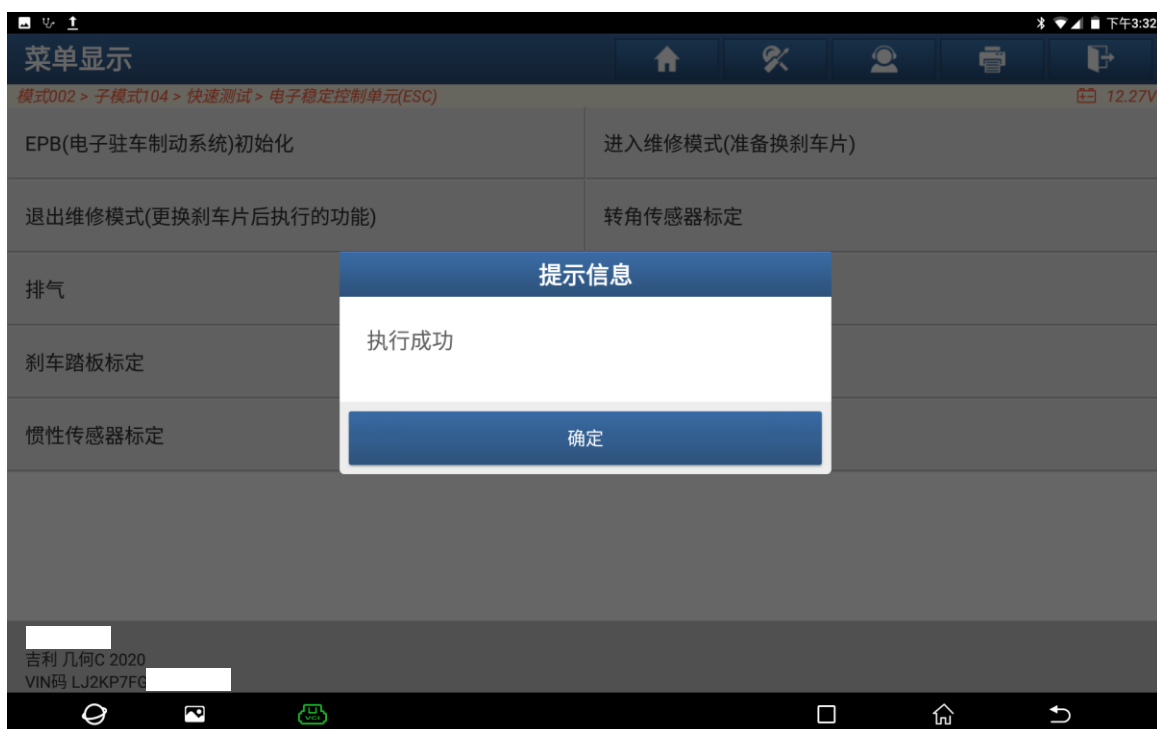 下午3:32
菜单显示
模式002 > 子模式104 > 快速测试 > 电子稳定控制单元(ESC)
12.27V
EPB(电子驻车制动系统)初始化
进入维修模式(准备换刹车片)
退出维修模式(更换刹车片后执行的功能)
转角传感器标定
排气
提示信息
执行成功
刹车踏板标定
惯性传感器标定
确定
吉利 几何C 2020
VIN码 LJ2KP7FG
VCI